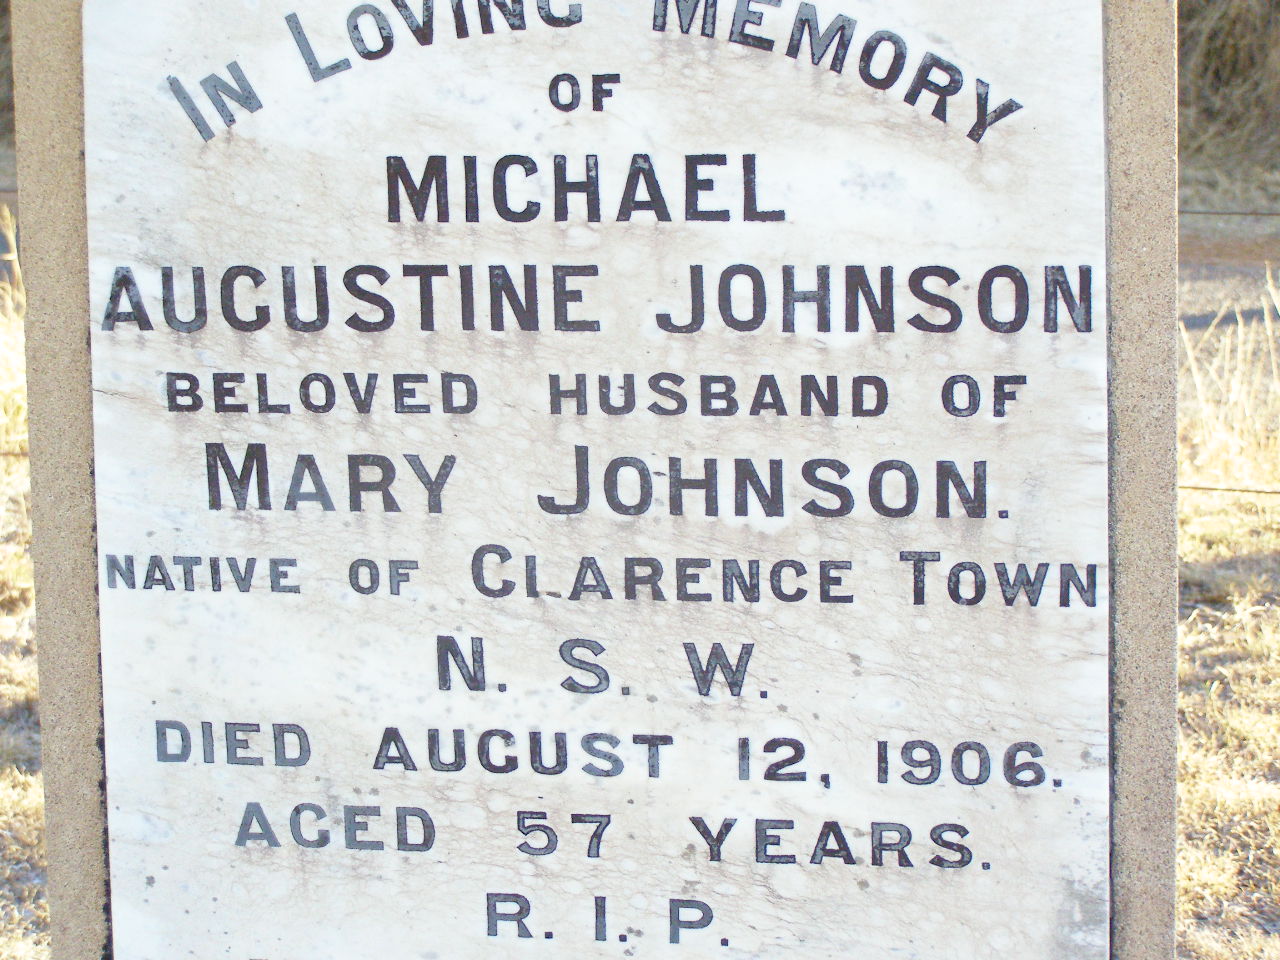 IN LOVING MEMORY
OF
MICHAEL
AUGUSTINE JOHNSON
BELOVED HUSBAND OF
MARY JOHNSON.
NATIVE OF CLARENCE TOWN
N. S. W.
DIED AUGUST 12, 1906.
AGED 57 YEARS.
R. I. P.